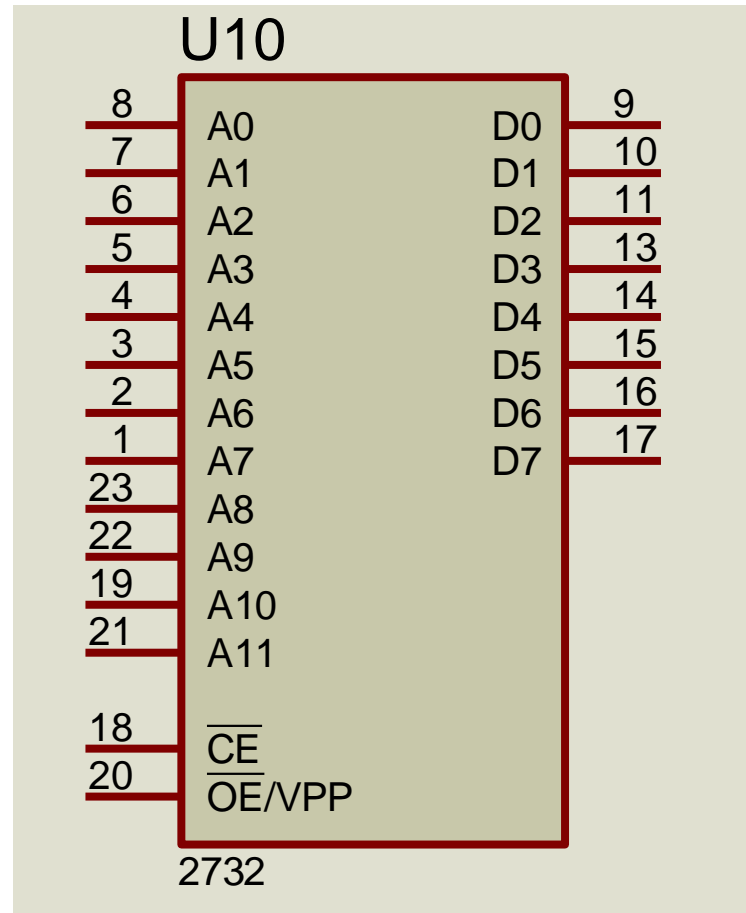 U10
8 A0 D0 9
7 A1 D1 10
6 A2 D2 11
5 A3 D3 13
4 A4 D4 14
3 A5 D5 15
2 A6 D6 16
1 A7 D7 17
23 A8
22 A9
19 A10
21 A11
18 CE
20 OE/VPP
2732